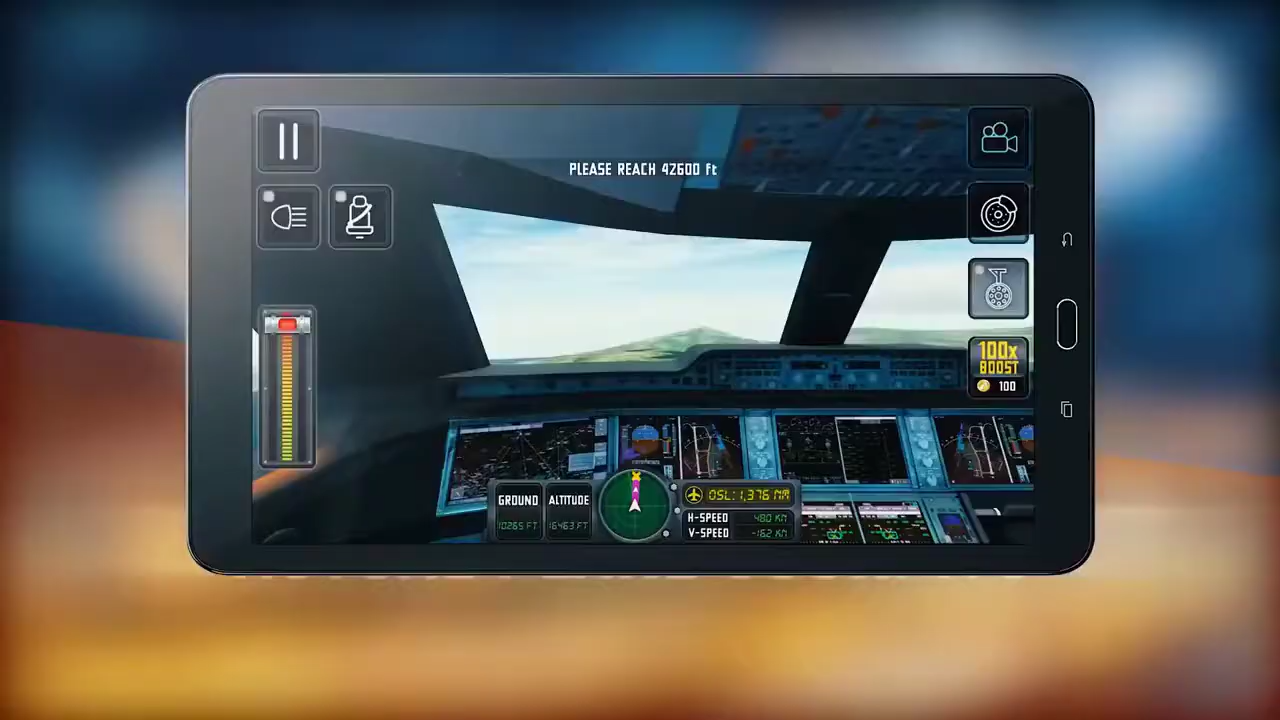 PLEASE REACH 42600 ft
100x
BOOST
100
GROUND
10265 FT
ALTITUDE
16463 FT
OSL: 1,376 NM
H-SPEED
480 KN
V-SPEED
-162 KN